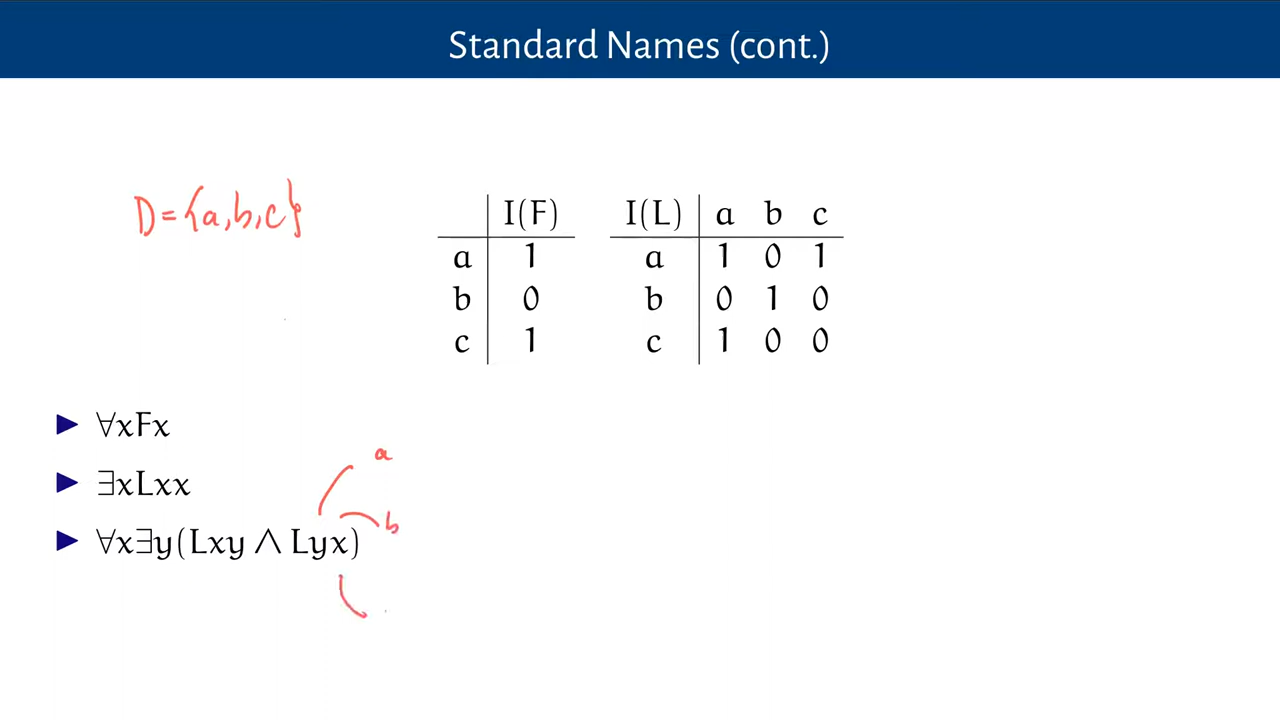 Standard Names (cont.)
D={a,b,c}
I(F)
a 1
b 0
c 1
I(L) a b c
a 1 0 1
b 0 1 0
c 1 0 0
▶ ∀xFx
▶ ∃xLxx
▶ ∀x∃y(Lxy ∧ Lyx)
a
b